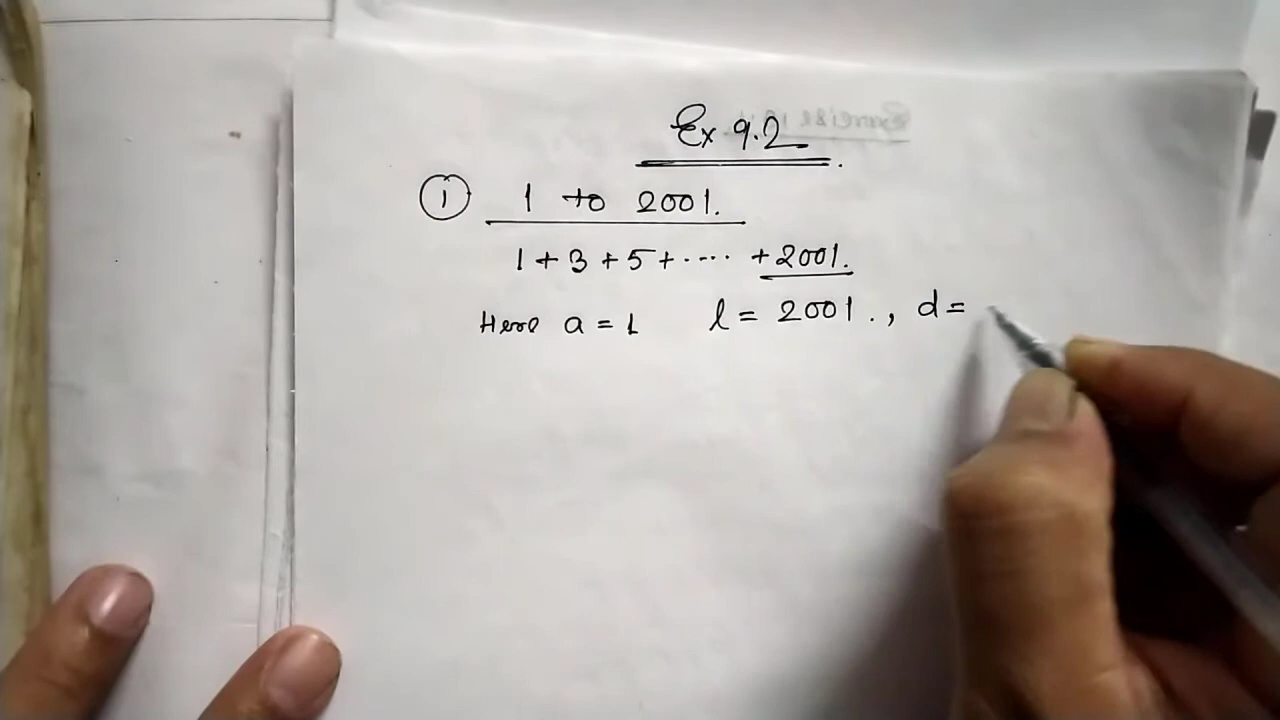 Ex 9.2
① 1 to 2001.
1 + 3 + 5 + ..... + 2001.
Here a = 1 l = 2001. , d =